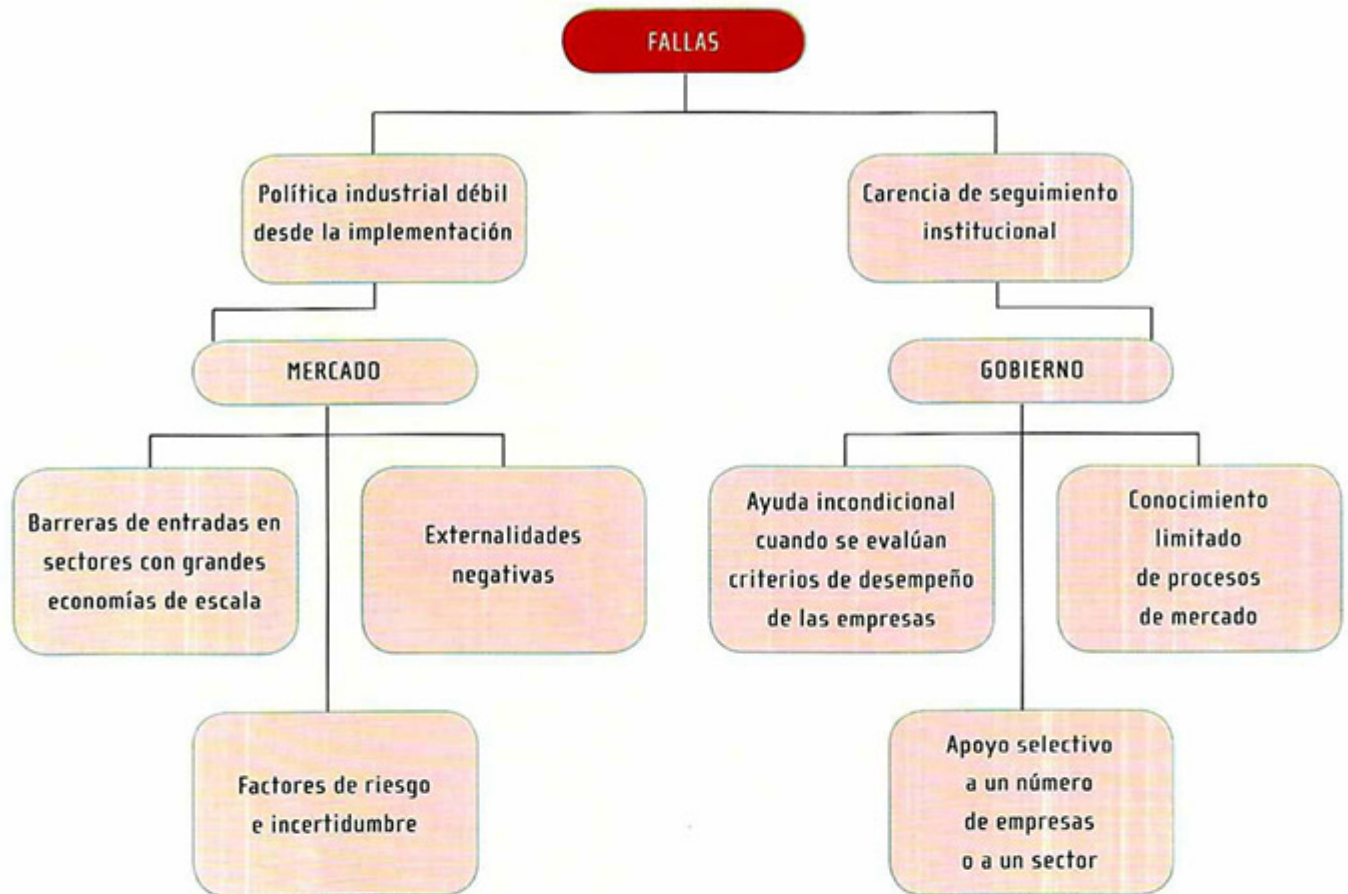 FALLAS
Política industrial débil
desde la implementación
Carencia de seguimiento
institucional
MERCADO
GOBIERNO
Barreras de entradas en
sectores con grandes
economías de escala
Externalidades
negativas
Ayuda incondicional
cuando se evalúan
criterios de desempeño
de las empresas
Conocimiento
limitado
de procesos
de mercado
Factores de riesgo
e incertidumbre
Apoyo selectivo
a un número
de empresas
o a un sector